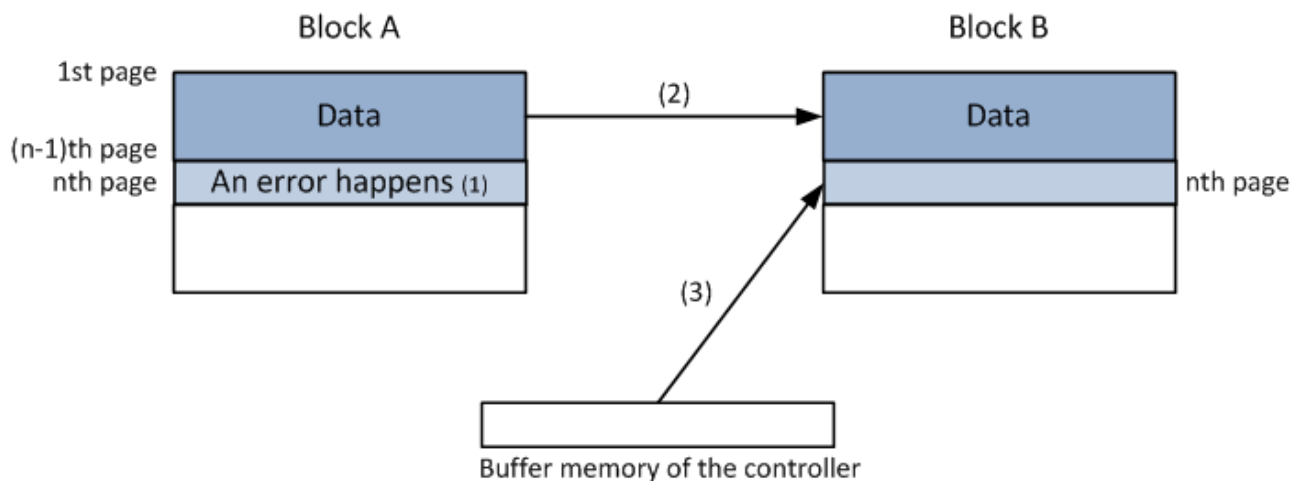 Block A
Block B
1st page
Data
(2)
Data
(n-1)th page
nth page
An error happens (1)
nth page
(3)
Buffer memory of the controller